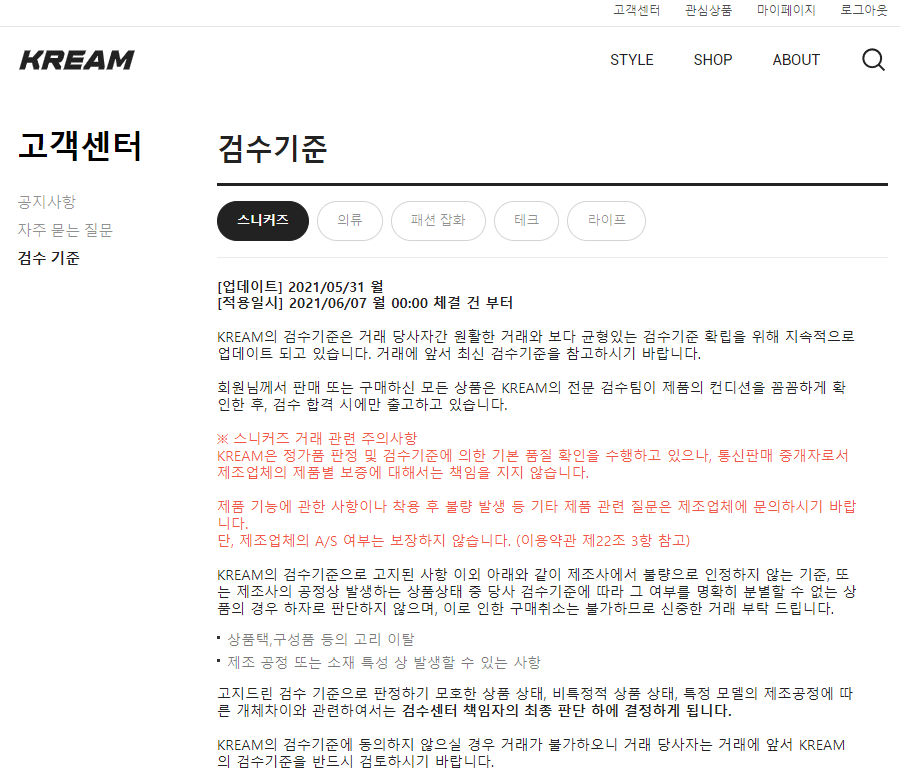 고객센터 관심상품 마이페이지 로그아웃
KREAM STYLE SHOP ABOUT
고객센터
공지사항
자주 묻는 질문
검수 기준
검수기준
스니커즈 의류 패션 잡화 테크 라이프
[업데이트] 2021/05/31 월
[적용일시] 2021/06/07 월 00:00 체결 건 부터
KREAM의 검수기준은 거래 당사자간 원활한 거래와 보다 균형있는 검수기준 확립을 위해 지속적으로
업데이트 되고 있습니다. 거래에 앞서 최신 검수기준을 참고하시기 바랍니다.
회원님께서 판매 또는 구매하신 모든 상품은 KREAM의 전문 검수팀이 제품의 컨디션을 꼼꼼하게 확
인한 후, 검수 합격 시에만 출고하고 있습니다.
※ 스니커즈 거래 관련 주의사항
KREAM은 정가품 판정 및 검수기준에 의한 기본 품질 확인을 수행하고 있으나, 통신판매 중개자로서
제조업체의 제품별 보증에 대해서는 책임을 지지 않습니다.
제품 기능에 관한 사항이나 착용 후 불량 발생 등 기타 제품 관련 질문은 제조업체에 문의하시기 바랍
니다.
단, 제조업체의 A/S 여부는 보장하지 않습니다. (이용약관 제22조 3항 참고)
KREAM의 검수기준으로 고지된 사항 이외 아래와 같이 제조사에서 불량으로 인정하지 않는 기준, 또
는 제조사의 공정상 발생하는 상품상태 중 당사 검수기준에 따라 그 여부를 명확히 분별할 수 없는 상
품의 경우 하자로 판단하지 않으며, 이로 인한 구매취소는 불가하므로 신중한 거래 부탁 드립니다.
▪ 상품택,구성품 등의 고리 이탈
▪ 제조 공정 또는 소재 특성 상 발생할 수 있는 사항
고지드린 검수 기준으로 판정하기 모호한 상품 상태, 비특정적 상품 상태, 특정 모델의 제조공정에 따
른 개체차이와 관련하여서는 검수센터 책임자의 최종 판단 하에 결정하게 됩니다.
KREAM의 검수기준에 동의하지 않으실 경우 거래가 불가하오니 거래 당사자는 거래에 앞서 KREAM
의 검수기준을 반드시 검토하시기 바랍니다.